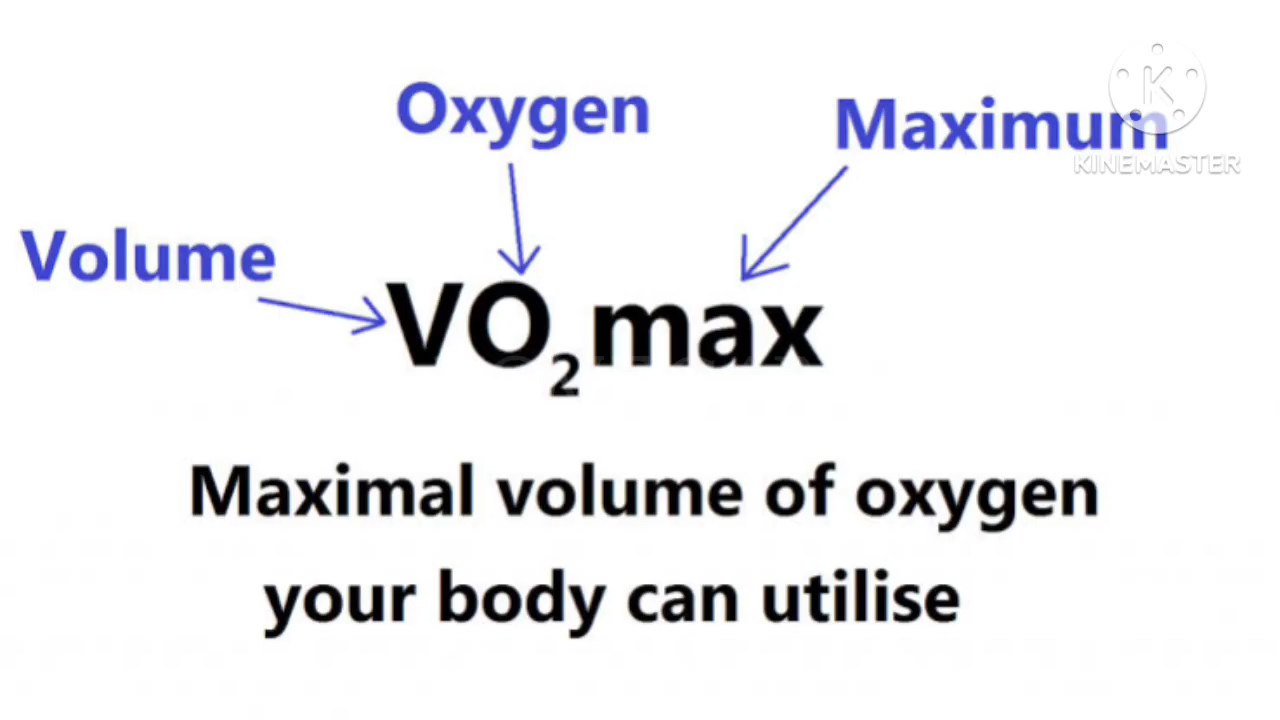 Oxygen
Maximum
KINEMASTER
Volume
VO₂max
Maximal volume of oxygen
your body can utilise